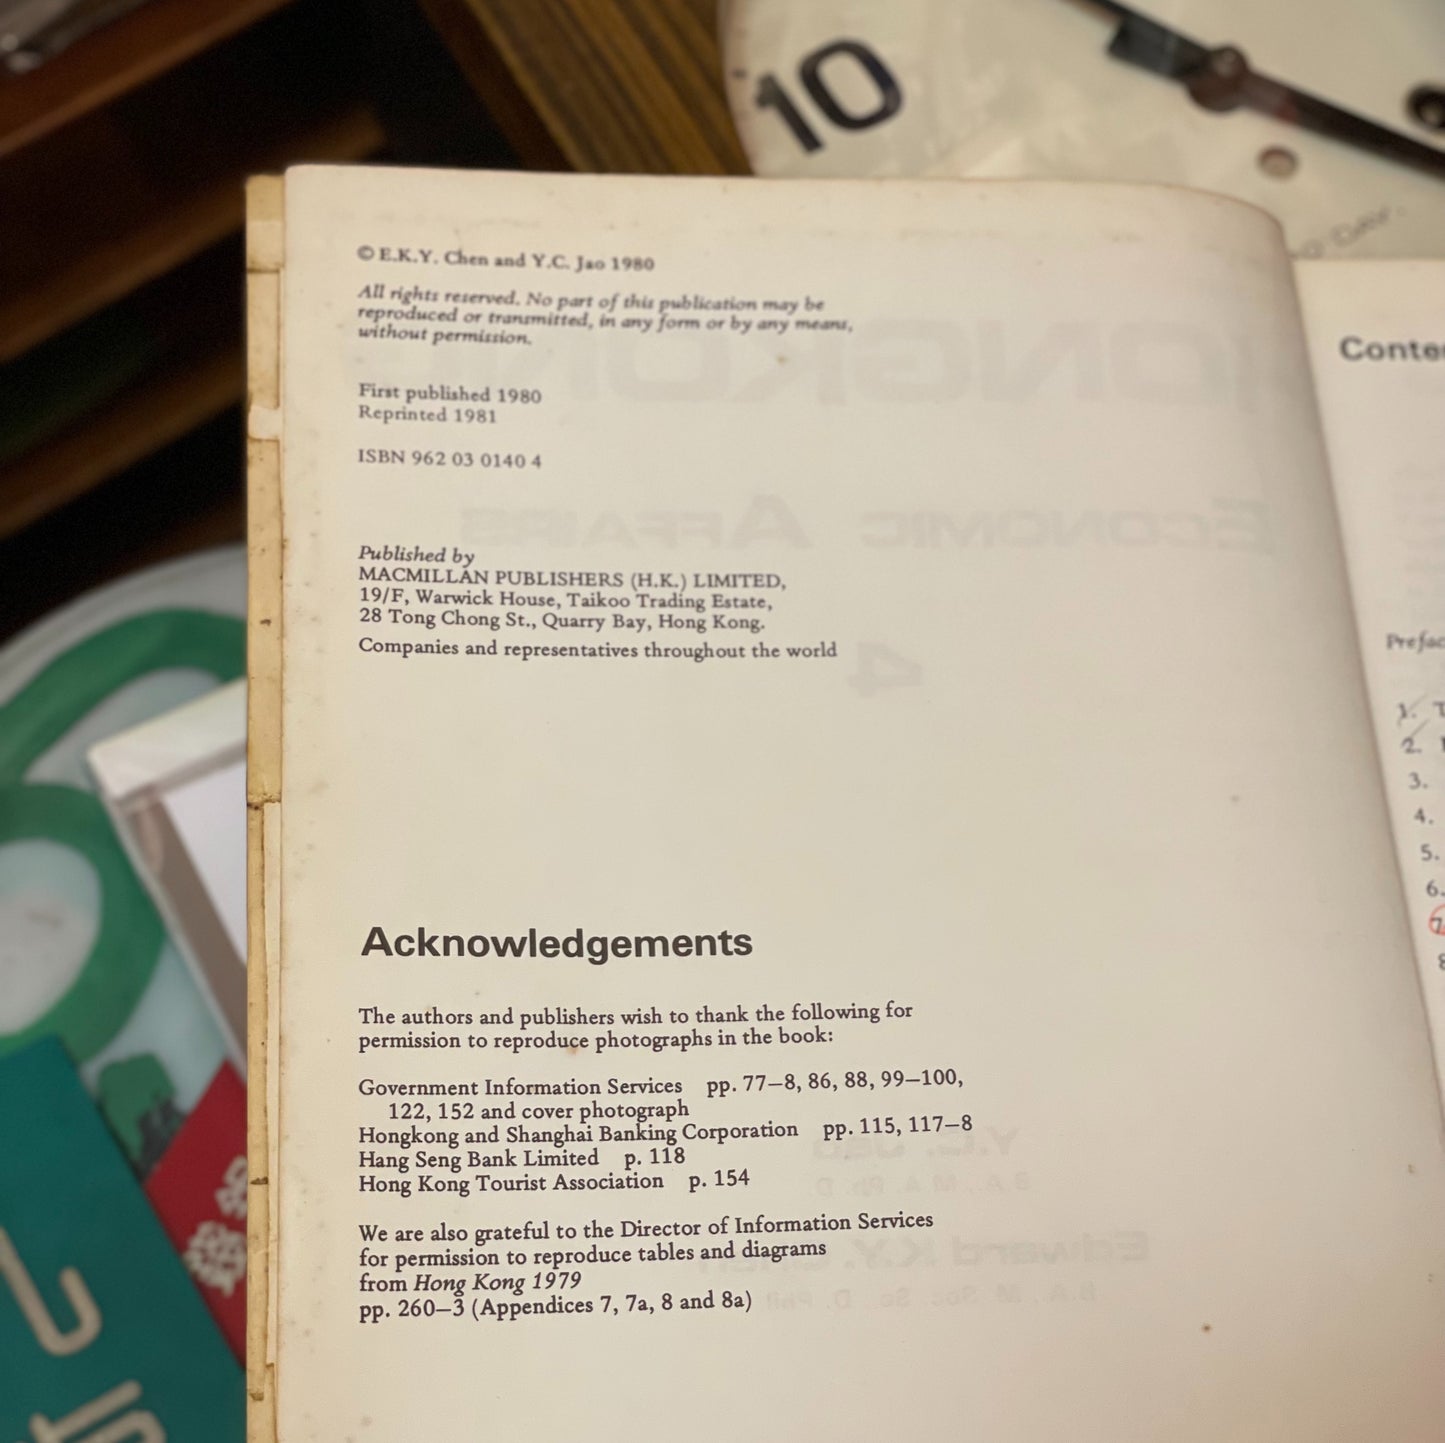 10
© E.K.Y. Chen and Y.C. Jao 1980
All rights reserved. No part of this publication may be
reproduced or transmitted, in any form or by any means,
without permission.
First published 1980
Reprinted 1981
ISBN 962 03 0140 4
Published by
MACMILLAN PUBLISHERS (H.K.) LIMITED,
19/F, Warwick House, Taikoo Trading Estate,
28 Tong Chong St., Quarry Bay, Hong Kong.
Companies and representatives throughout the world
Acknowledgements
The authors and publishers wish to thank the following for
permission to reproduce photographs in the book:
Government Information Services pp. 77–8, 86, 88, 99–100,
122, 152 and cover photograph
Hongkong and Shanghai Banking Corporation pp. 115, 117–8
Hang Seng Bank Limited p. 118
Hong Kong Tourist Association p. 154
We are also grateful to the Director of Information Services
for permission to reproduce tables and diagrams
from Hong Kong 1979
pp. 260–3 (Appendices 7, 7a, 8 and 8a)
1.
2.
3.
4.
5.
6.
7.